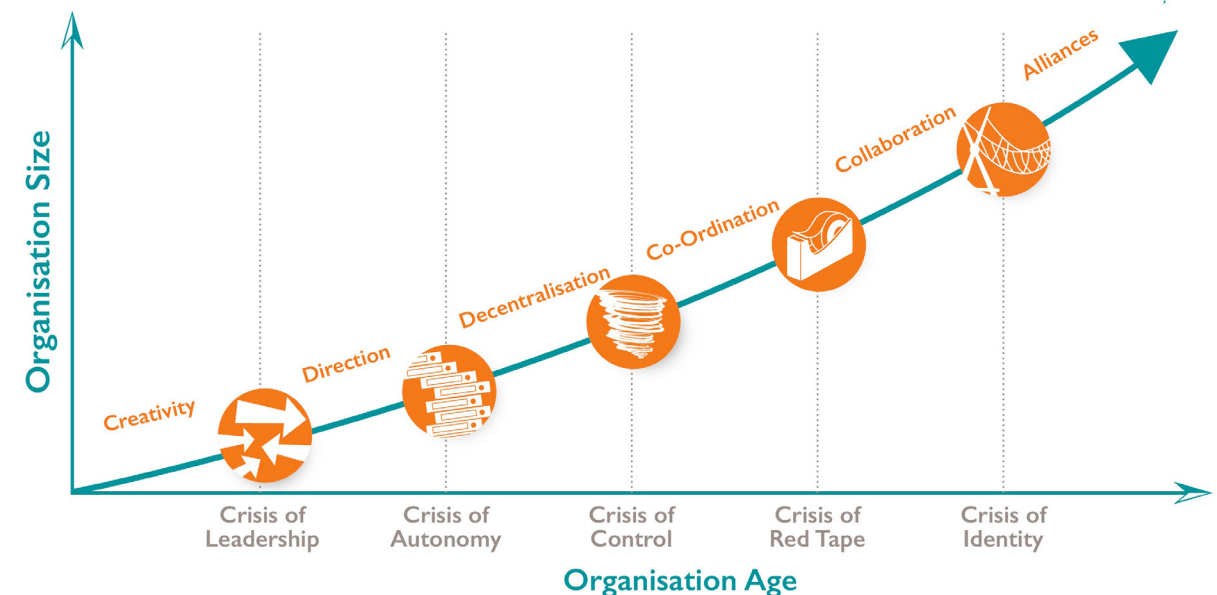 Organisation Size
Creativity
Direction
Decentralisation
Co-Ordination
Collaboration
Alliances
Crisis of
Leadership
Crisis of
Autonomy
Crisis of
Control
Crisis of
Red Tape
Crisis of
Identity
Organisation Age